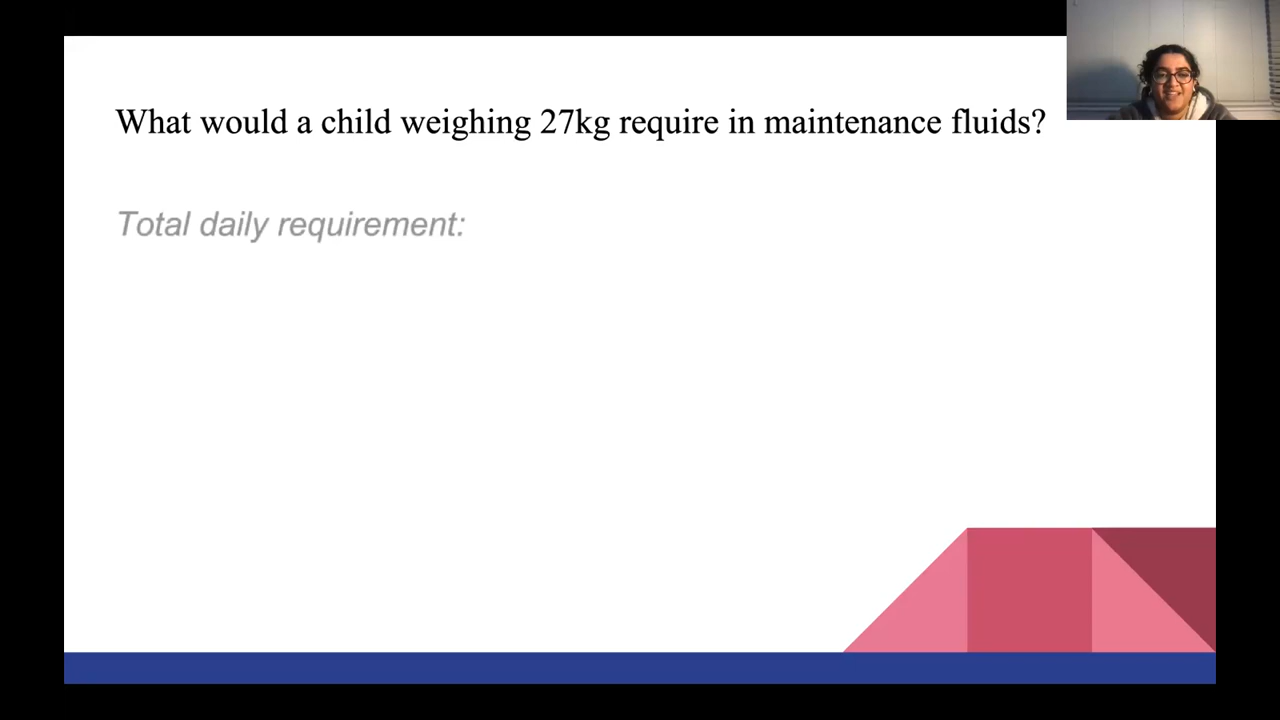 What would a child weighing 27kg require in maintenance fluids?
Total daily requirement: